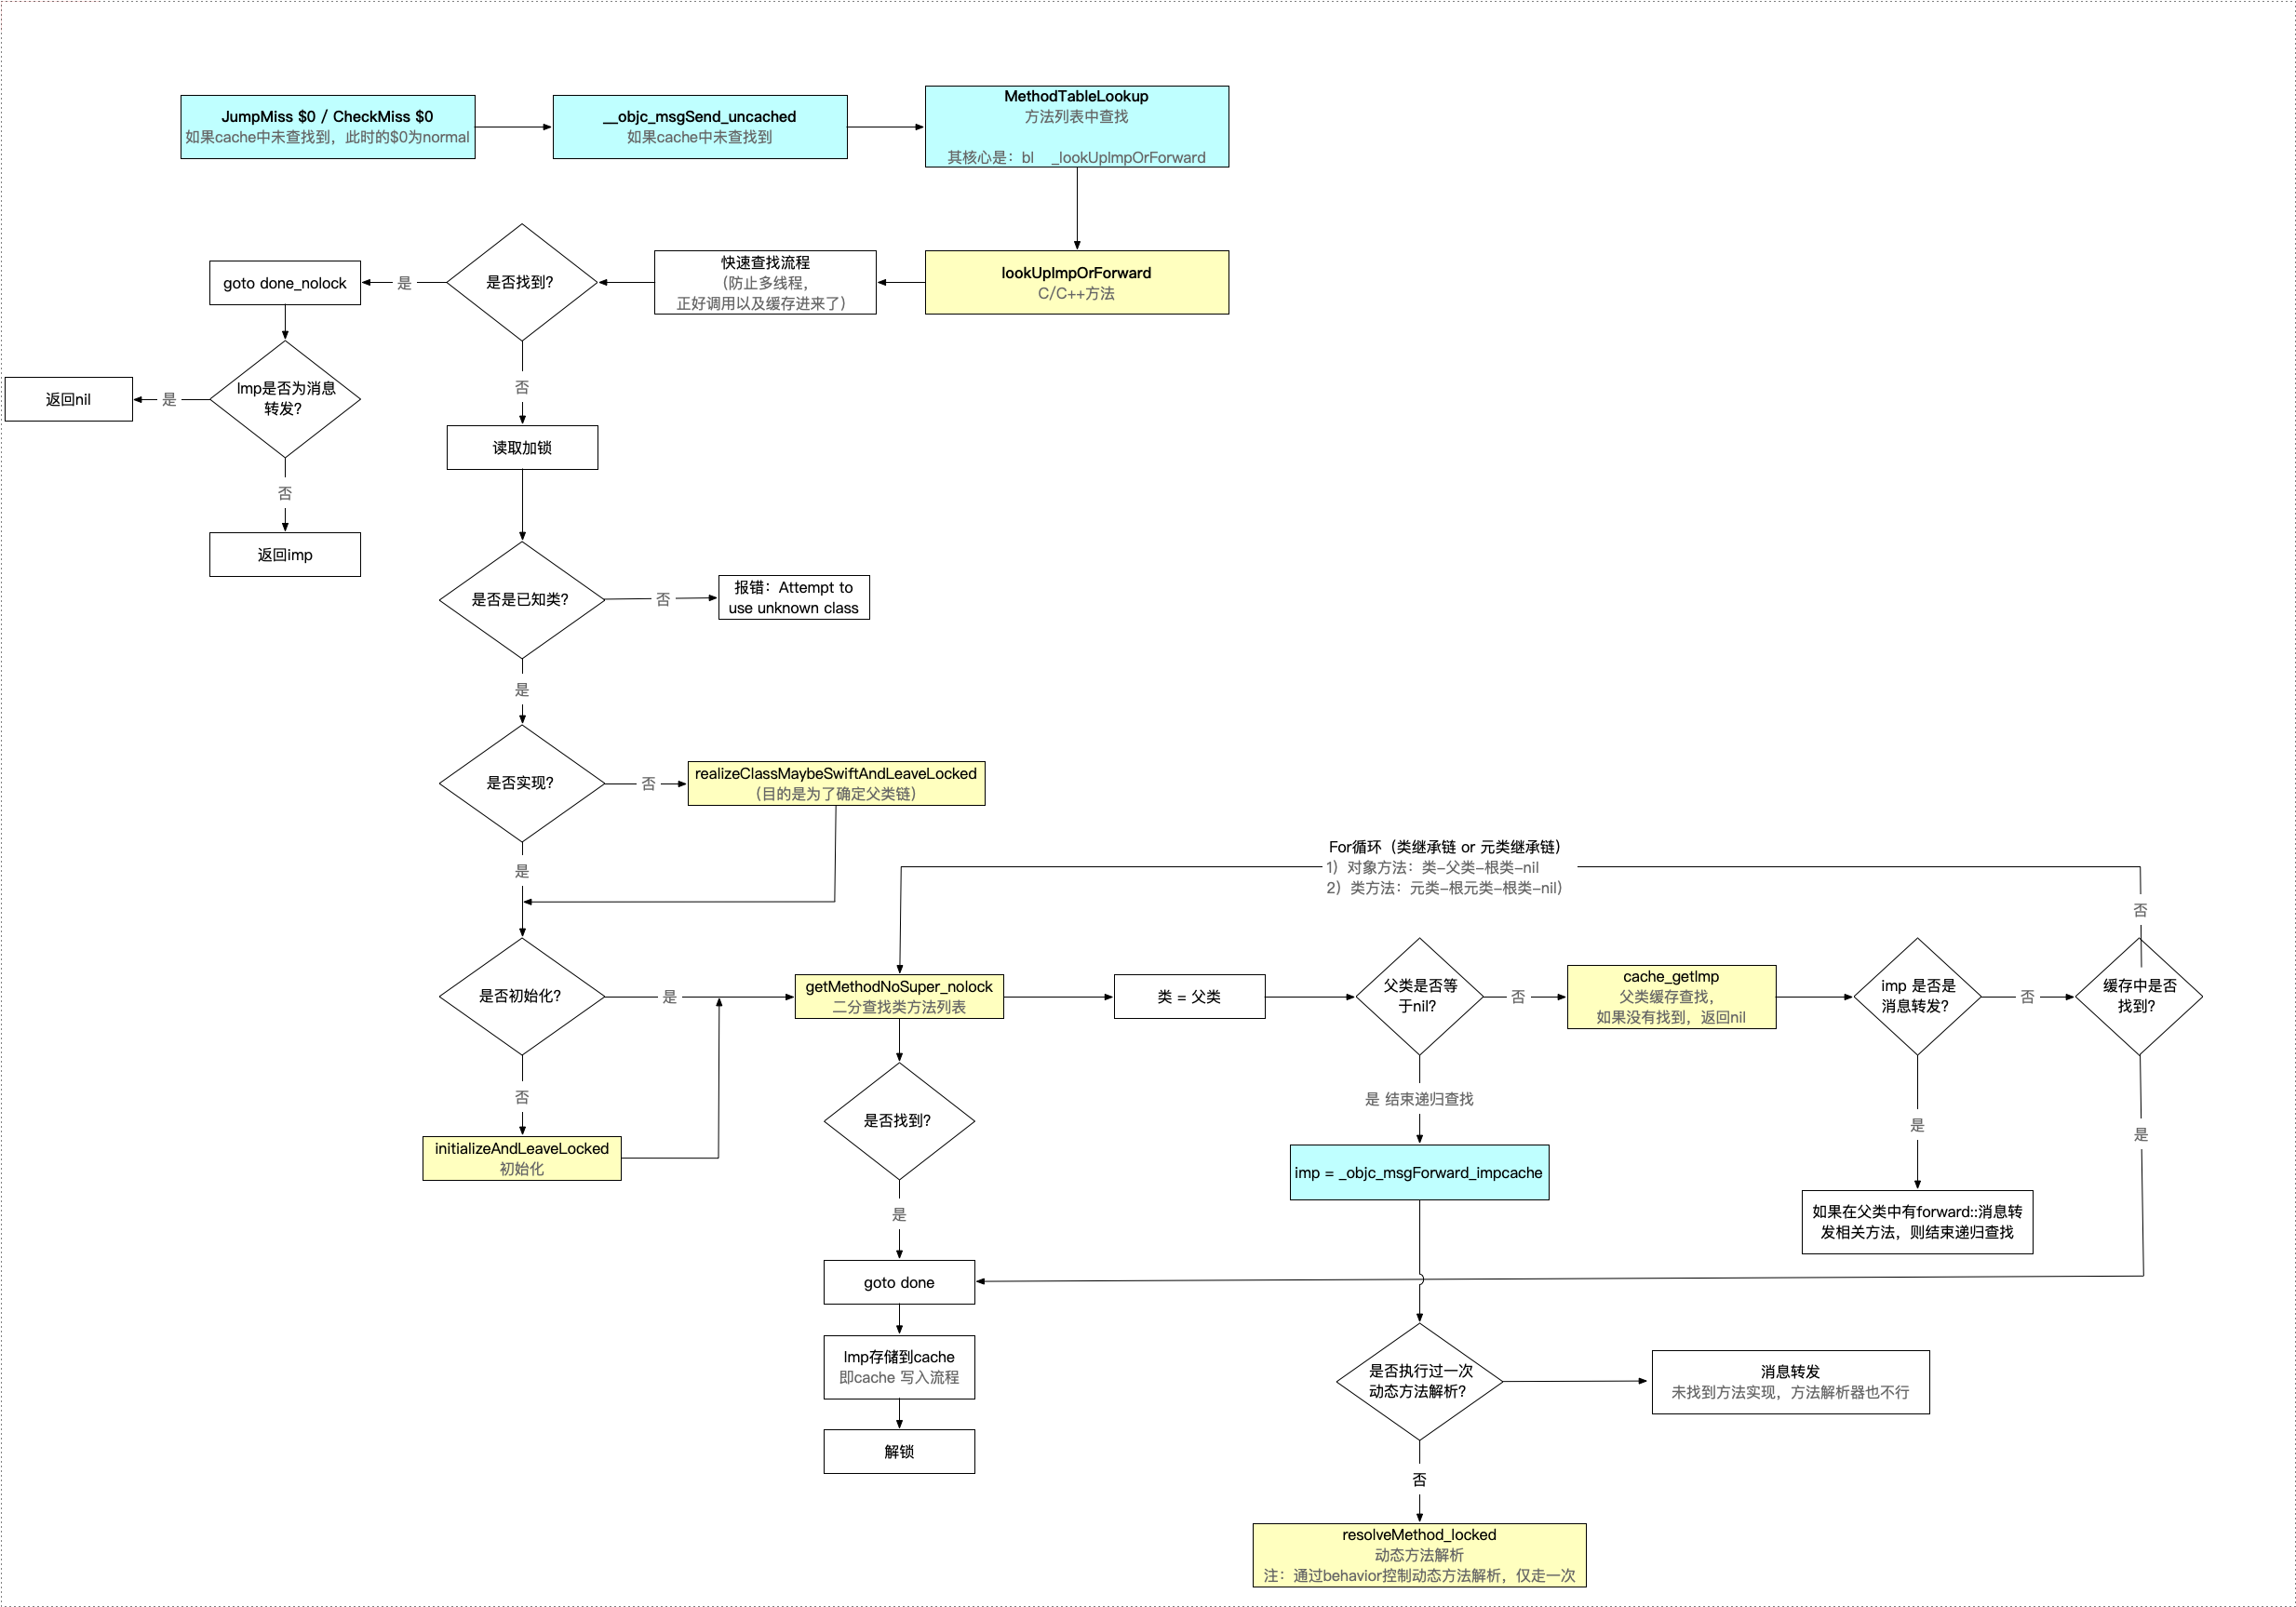 JumpMiss $0 / CheckMiss $0
如果cache中未查找到，此时的$0为normal
__objc_msgSend_uncached
如果cache中未查找到
MethodTableLookup
方法列表中查找
其核心是：bl _lookUpImpOrForward
lookUpImpOrForward
C/C++方法
快速查找流程
（防止多线程，
正好调用以及缓存进来了）
是否找到?
是
goto done_nolock
Imp是否为消息
转发?
是
返回nil
否
返回imp
否
读取加锁
是否是已知类?
否
报错：Attempt to
use unknown class
是
是否实现?
否
realizeClassMaybeSwiftAndLeaveLocked
（目的是为了确定父类链）
是
是否初始化?
是
否
initializeAndLeaveLocked
初始化
For循环（类继承链 or 元类继承链）
1）对象方法：类-父类-根类-nil
2）类方法：元类-根元类-根类-nil）
getMethodNoSuper_nolock
二分查找类方法列表
类 = 父类
父类是否等
于nil?
否
cache_getImp
父类缓存查找，
如果没有找到，返回nil
imp 是否是
消息转发?
否
缓存中是否
找到?
否
是
是
如果在父类中有forward::消息转
发相关方法，则结束递归查找
是 结束递归查找
imp = _objc_msgForward_impcache
是否找到?
是
goto done
Imp存储到cache
即cache 写入流程
解锁
是否执行过一次
动态方法解析?
消息转发
未找到方法实现，方法解析器也不行
否
resolveMethod_locked
动态方法解析
注：通过behavior控制动态方法解析，仅走一次